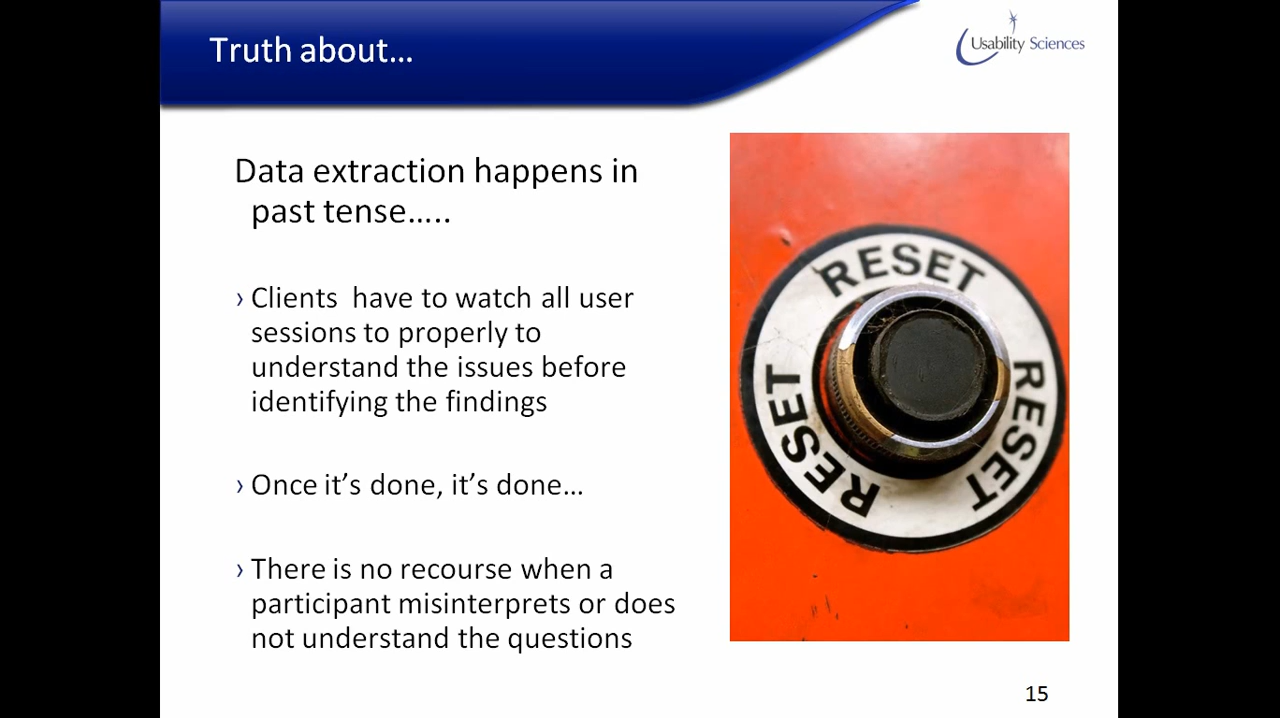 Truth about…
Usability Sciences
Data extraction happens in
past tense…..
› Clients  have to watch all user
sessions to properly to
understand the issues before
identifying the findings
› Once it’s done, it’s done…
› There is no recourse when a
participant misinterprets or does
not understand the questions
RESET
RESET
RESET
15